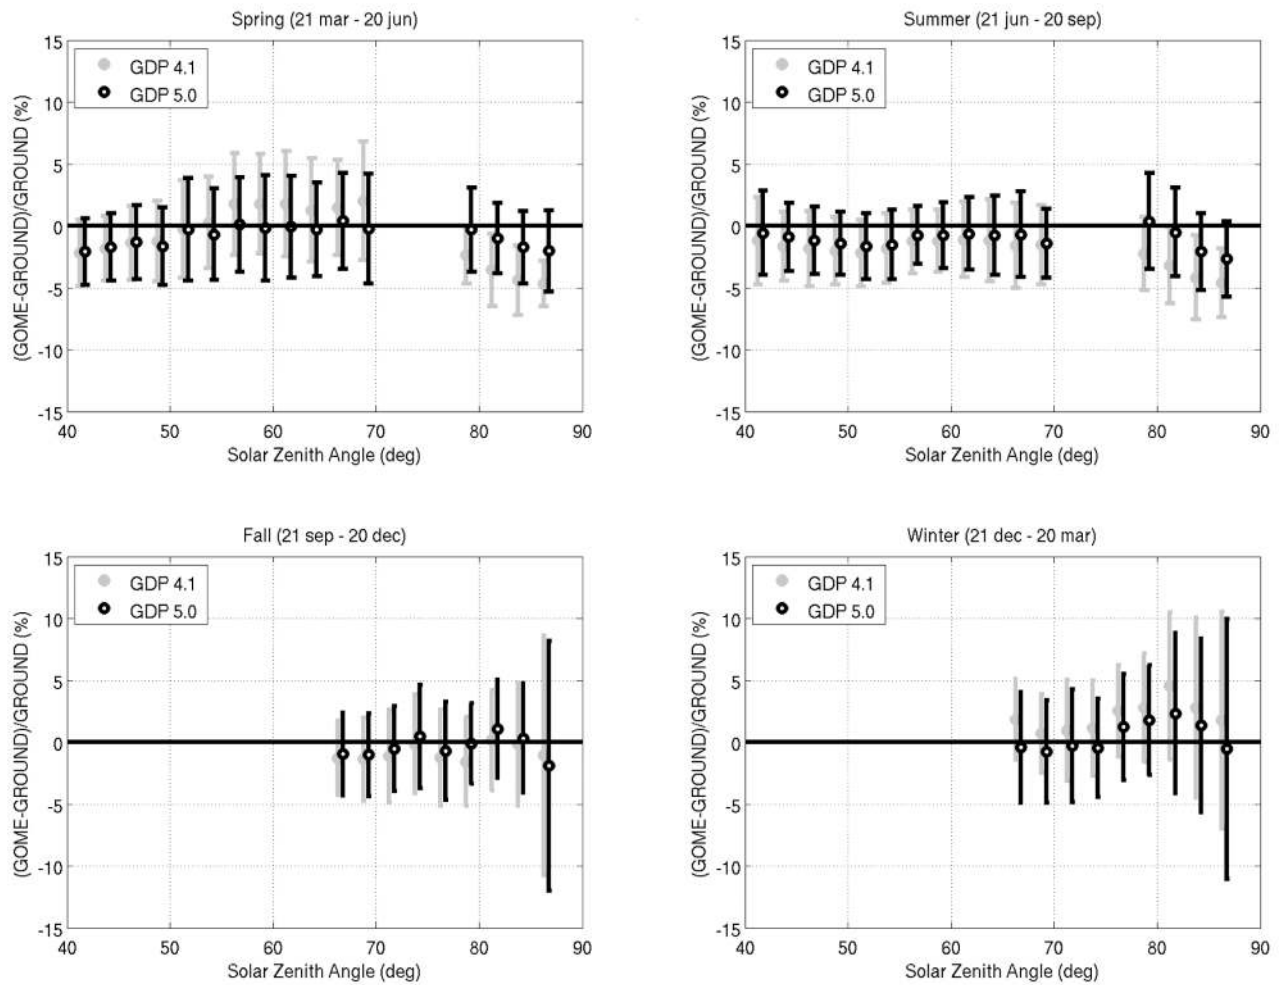 Spring (21 mar - 20 jun)
(GOME-GROUND)/GROUND (%)
15
10
5
0
-5
-10
-15
GDP 4.1
GDP 5.0
40 50 60 70 80 90
Solar Zenith Angle (deg)
Summer (21 jun - 20 sep)
(GOME-GROUND)/GROUND (%)
15
10
5
0
-5
-10
-15
GDP 4.1
GDP 5.0
40 50 60 70 80 90
Solar Zenith Angle (deg)
Fall (21 sep - 20 dec)
(GOME-GROUND)/GROUND (%)
15
10
5
0
-5
-10
-15
GDP 4.1
GDP 5.0
40 50 60 70 80 90
Solar Zenith Angle (deg)
Winter (21 dec - 20 mar)
(GOME-GROUND)/GROUND (%)
15
10
5
0
-5
-10
-15
GDP 4.1
GDP 5.0
40 50 60 70 80 90
Solar Zenith Angle (deg)